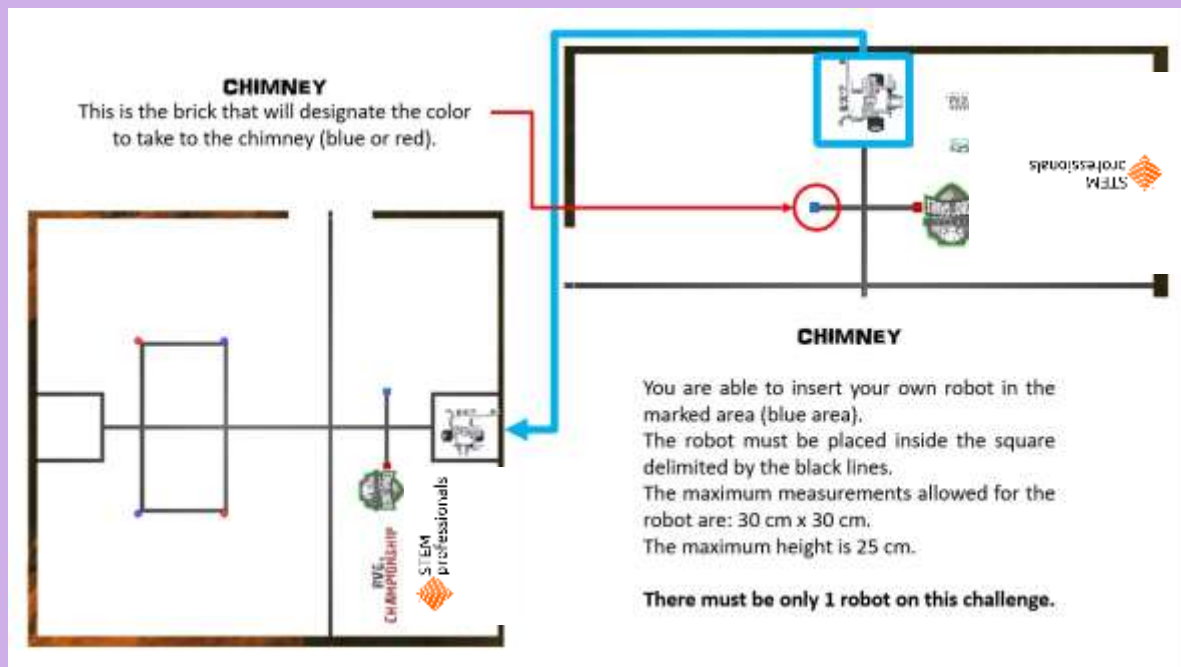 CHIMNEY
This is the brick that will designate the color
to take to the chimney (blue or red).
STEM
professionals
CHAMPIONSHIP
STEM
professionals
CHIMNEY
You are able to insert your own robot in the
marked area (blue area).
The robot must be placed inside the square
delimited by the black lines.
The maximum measurements allowed for the
robot are: 30 cm x 30 cm.
The maximum height is 25 cm.
There must be only 1 robot on this challenge.